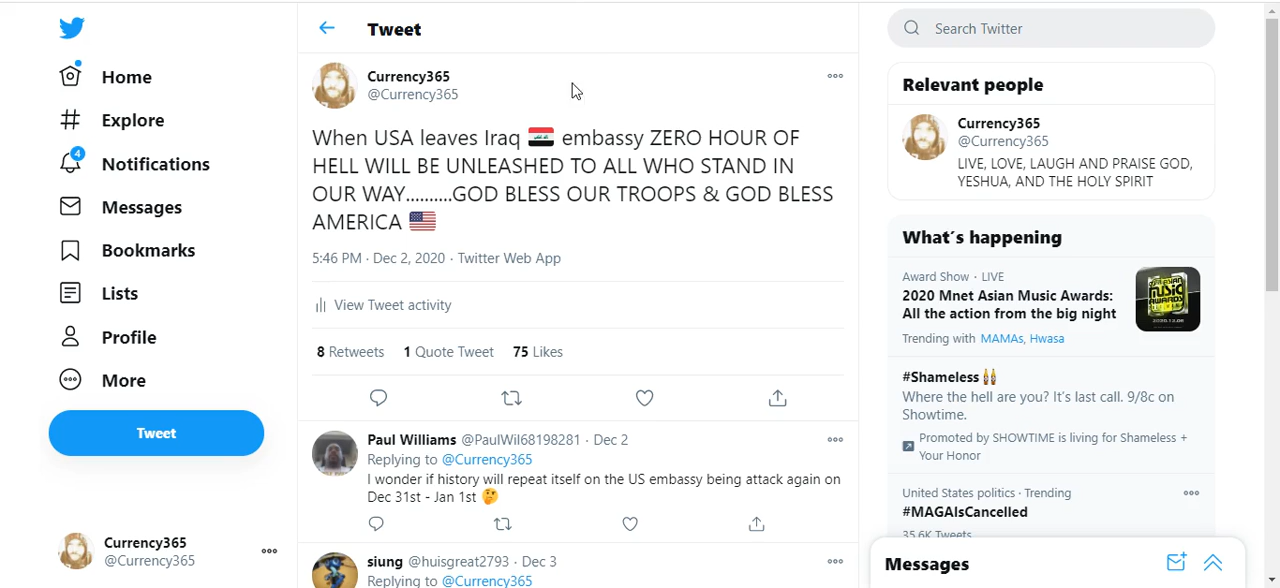 Home
Explore
4
Notifications
Messages
Bookmarks
Lists
Profile
More
Tweet
Currency365
@Currency365
Tweet
Currency365
@Currency365
When USA leaves Iraq 🇮🇶 embassy ZERO HOUR OF
HELL WILL BE UNLEASHED TO ALL WHO STAND IN
OUR WAY..........GOD BLESS OUR TROOPS & GOD BLESS
AMERICA 🇺🇸
5:46 PM · Dec 2, 2020 · Twitter Web App
View Tweet activity
8 Retweets 1 Quote Tweet 75 Likes
Paul Williams @PaulWil68198281 · Dec 2
Replying to @Currency365
I wonder if history will repeat itself on the US embassy being attack again on
Dec 31st - Jan 1st 🤔
siung @huisgreat2793 · Dec 3
Replying to @Currency365
Search Twitter
Relevant people
Currency365
@Currency365
LIVE, LOVE, LAUGH AND PRAISE GOD,
YESHUA, AND THE HOLY SPIRIT
What's happening
Award Show · LIVE
2020 Mnet Asian Music Awards:
All the action from the big night
Trending with MAMAs, Hwasa
#Shameless🍻
Where the hell are you? It's last call. 9/8c on
Showtime.
Promoted by SHOWTIME is living for Shameless +
Your Honor
United States politics · Trending
#MAGAIsCancelled
35.6K Tweets
Messages